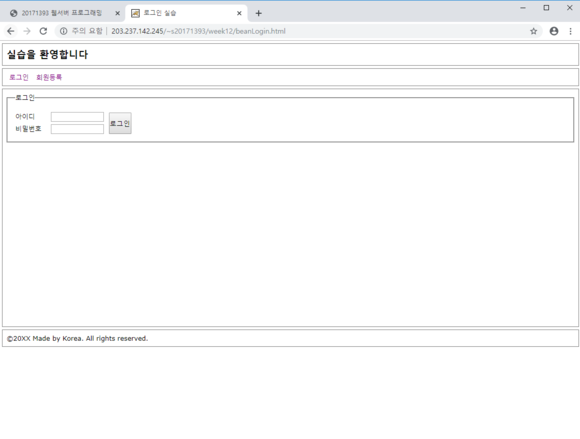 20171393 웹서버 프로그래밍
로그인 실습
주의 요함 203.237.142.245/~s20171393/week12/beanLogin.html
실습을 환영합니다
로그인 회원등록
로그인
아이디
비밀번호
로그인
©20XX Made by Korea. All rights reserved.